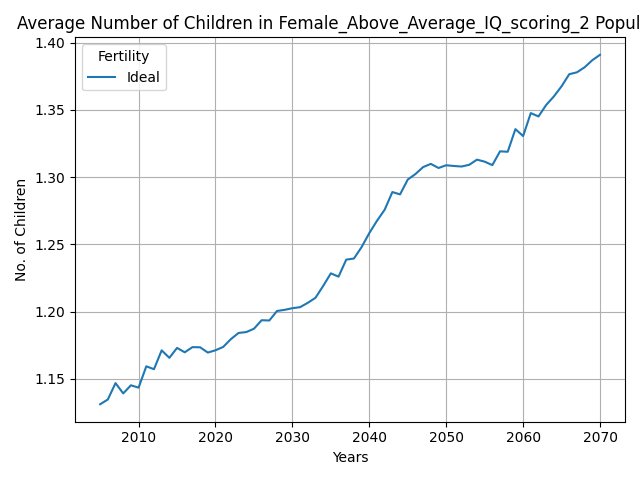 Average Number of Children in Female_Above_Average_IQ_scoring_2 Popul
1.40
Fertility
Ideal
1.35
1.30
1.25
1.20
1.15
No. of Children
2010 2020 2030 2040 2050 2060 2070
Years